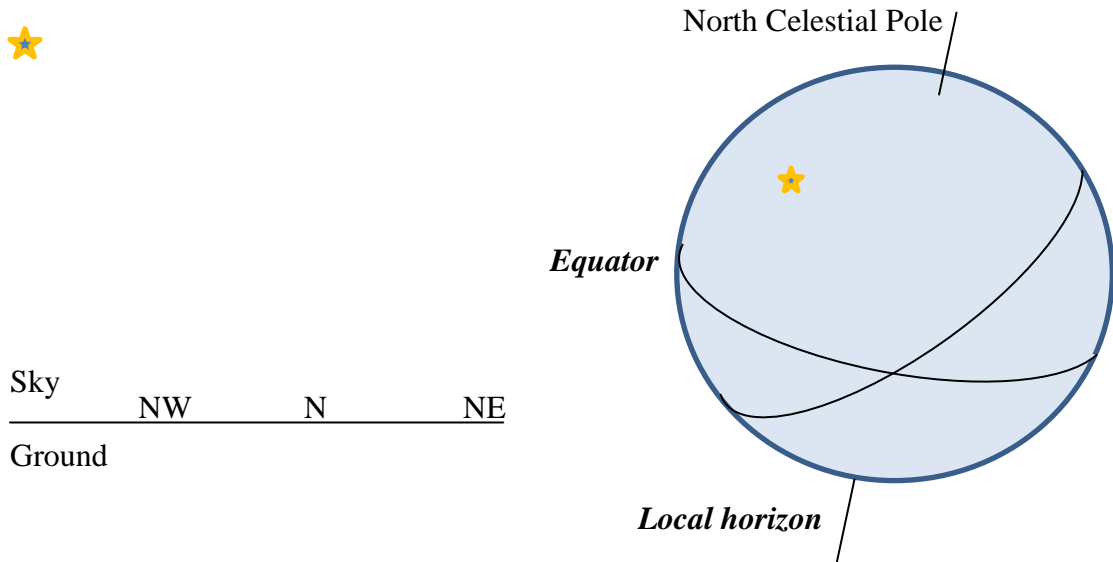 North Celestial Pole
Equator
Sky
NW N NE
Ground
Local horizon